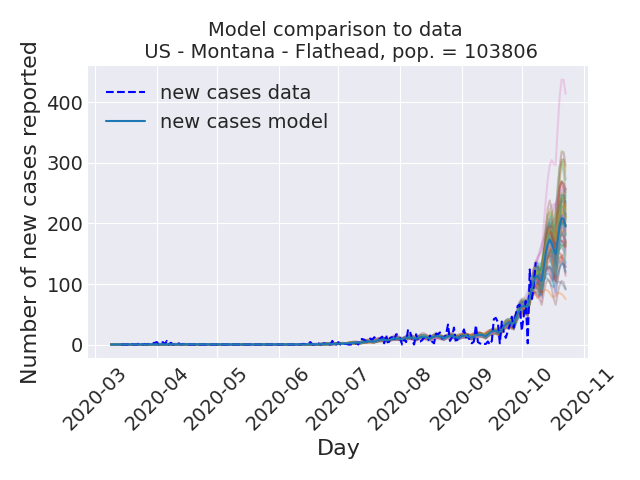 Model comparison to data
US - Montana - Flathead, pop. = 103806
Number of new cases reported
400
300
200
100
0
new cases data
new cases model
2020-03
2020-04
2020-05
2020-06
2020-07
2020-08
2020-09
2020-10
2020-11
Day